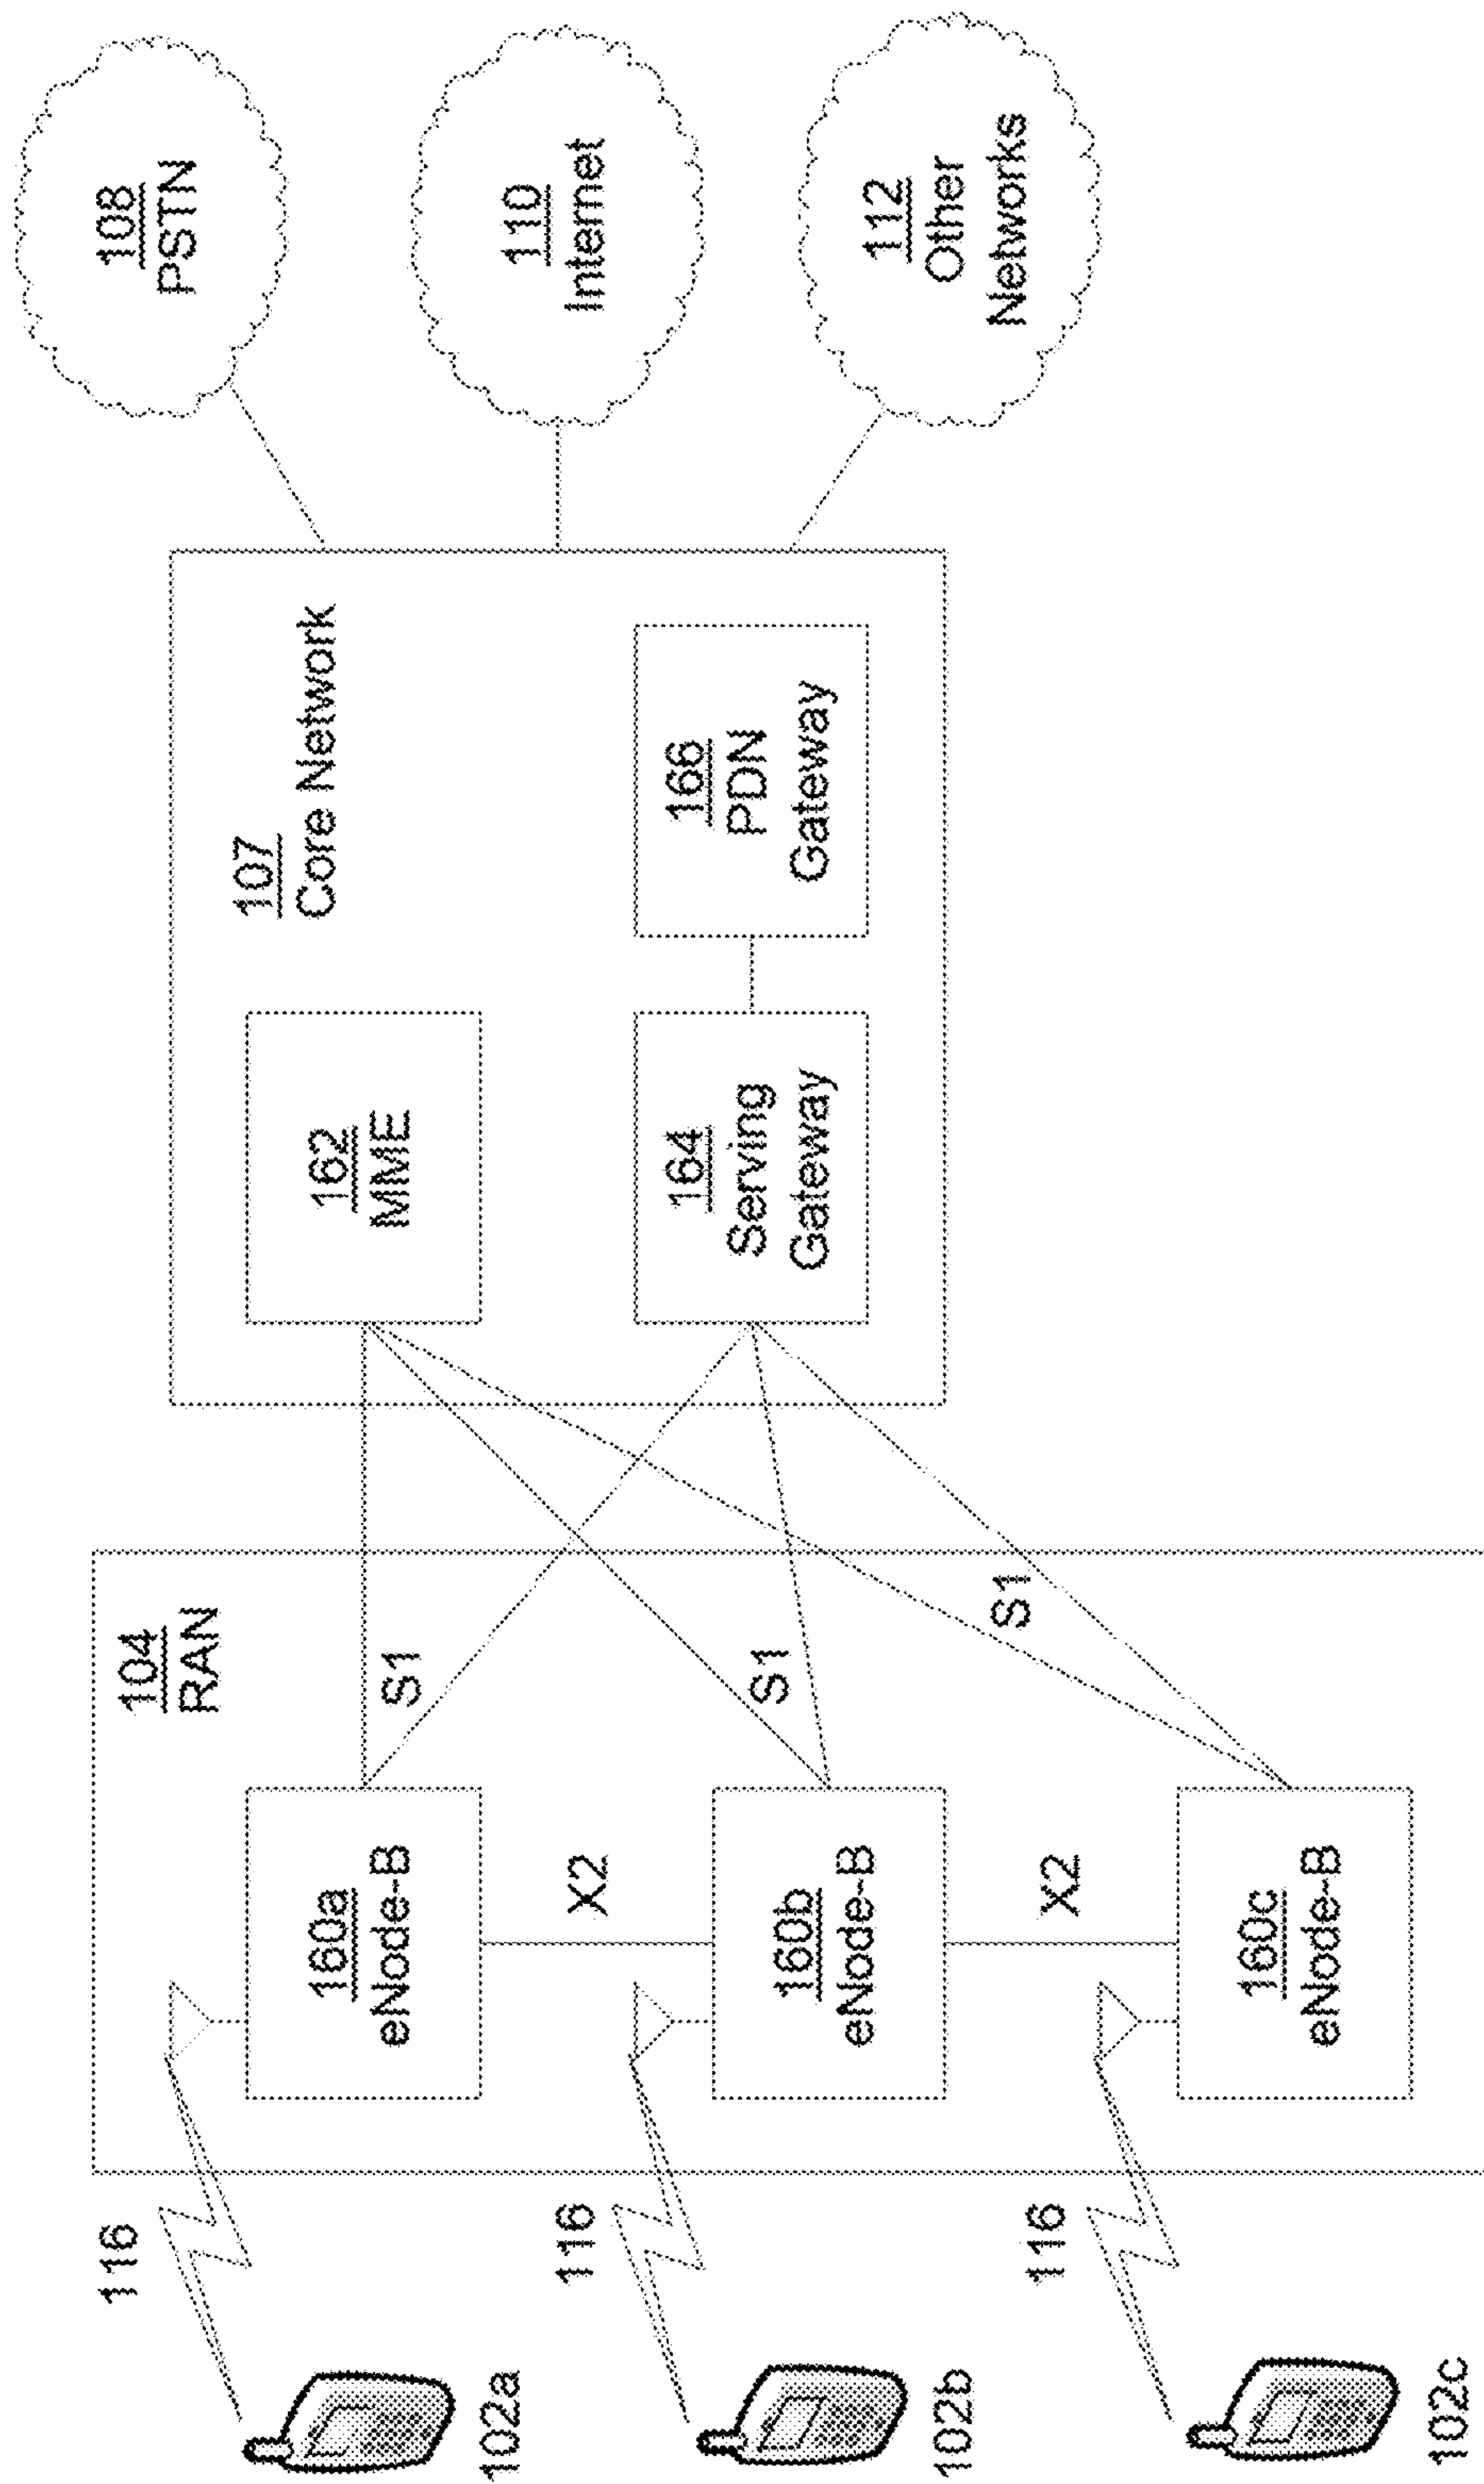 116
102a
116
102b
116
102c
104
RAN
160a
eNode-B
X2
160b
eNode-B
X2
160c
eNode-B
S1
S1
S1
107
Core Network
162
MME
164
Serving
Gateway
166
PDN
Gateway
108
PSTN
110
Internet
112
Other
Networks